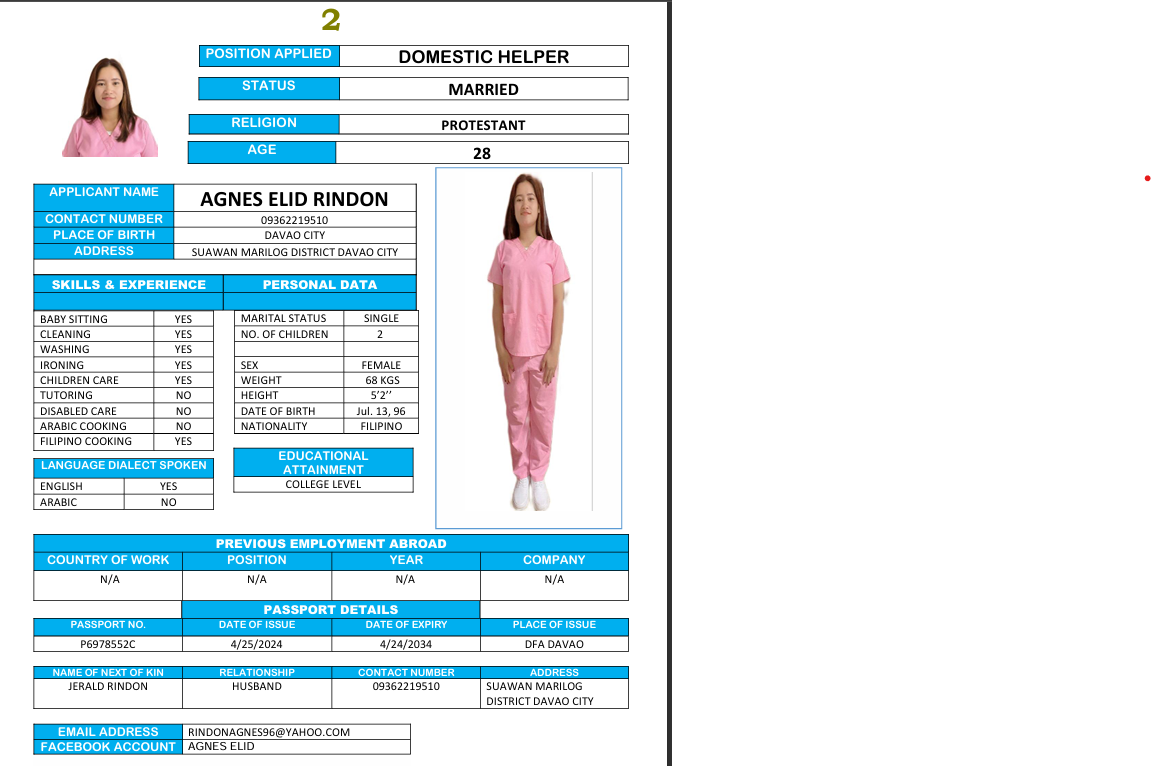 2
POSITION APPLIED DOMESTIC HELPER
STATUS MARRIED
RELIGION PROTESTANT
AGE 28
APPLICANT NAME AGNES ELID RINDON
CONTACT NUMBER 09362219510
PLACE OF BIRTH DAVAO CITY
ADDRESS SUAWAN MARILOG DISTRICT DAVAO CITY
SKILLS & EXPERIENCE PERSONAL DATA
BABY SITTING YES MARITAL STATUS SINGLE
CLEANING YES NO. OF CHILDREN 2
WASHING YES
IRONING YES SEX FEMALE
CHILDREN CARE YES WEIGHT 68 KGS
TUTORING NO HEIGHT 5’2’’
DISABLED CARE NO DATE OF BIRTH Jul. 13, 96
ARABIC COOKING NO NATIONALITY FILIPINO
FILIPINO COOKING YES
LANGUAGE DIALECT SPOKEN
ENGLISH YES
ARABIC NO
EDUCATIONAL
ATTAINMENT
COLLEGE LEVEL
PREVIOUS EMPLOYMENT ABROAD
COUNTRY OF WORK POSITION YEAR COMPANY
N/A N/A N/A N/A
PASSPORT DETAILS
PASSPORT NO. DATE OF ISSUE DATE OF EXPIRY PLACE OF ISSUE
P6978552C 4/25/2024 4/24/2034 DFA DAVAO
NAME OF NEXT OF KIN RELATIONSHIP CONTACT NUMBER ADDRESS
JERALD RINDON HUSBAND 09362219510 SUAWAN MARILOG
DISTRICT DAVAO CITY
EMAIL ADDRESS RINDONAGNES96@YAHOO.COM
FACEBOOK ACCOUNT AGNES ELID